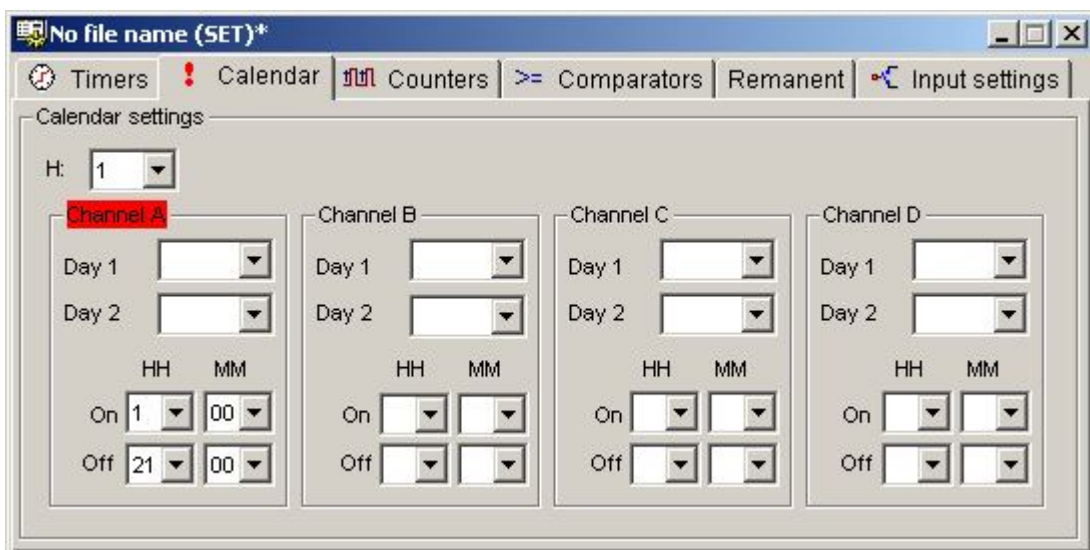 No file name (SET)*
Timers ! Calendar Counters >= Comparators Remanent Input settings
Calendar settings
H: 1
Channel A Channel B Channel C Channel D
Day 1 Day 1 Day 1 Day 1
Day 2 Day 2 Day 2 Day 2
HH MM HH MM HH MM HH MM
On 1 00 On On On
Off 21 00 Off Off Off